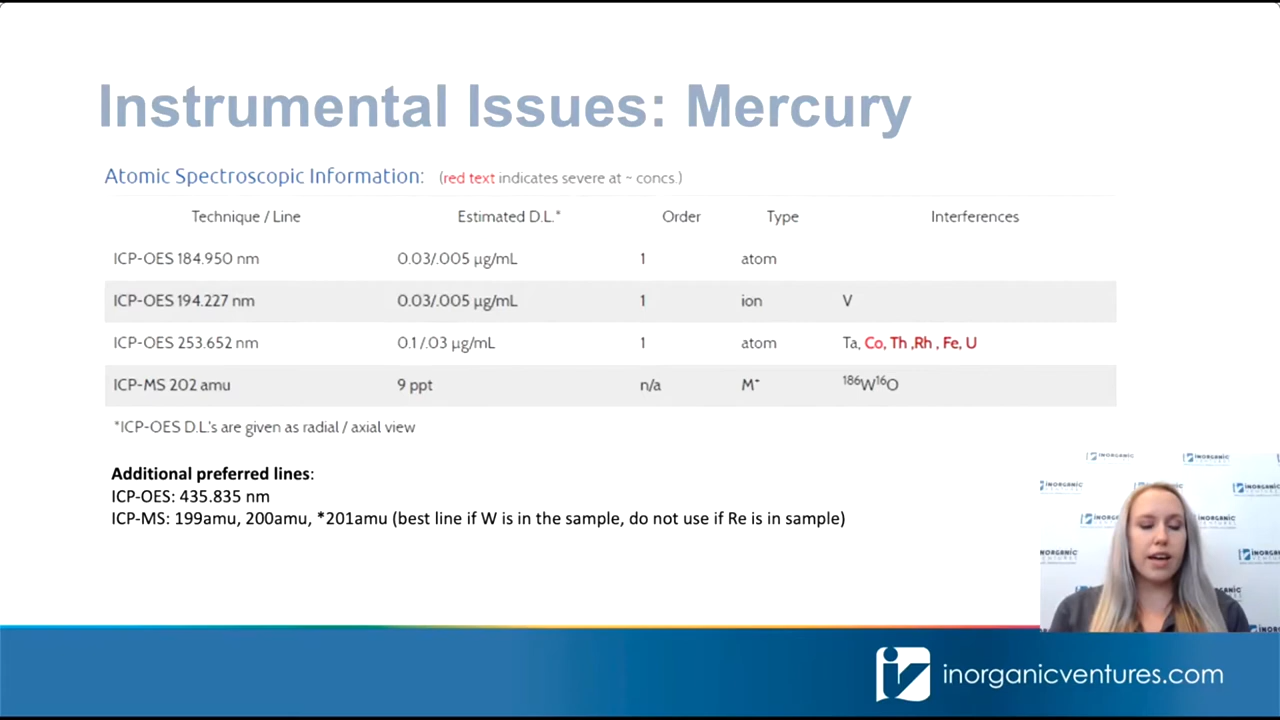 Instrumental Issues: Mercury
Atomic Spectroscopic Information: (red text indicates severe at ~ concs.)
Technique / Line Estimated D.L.* Order Type Interferences
ICP-OES 184.950 nm 0.03/.005 µg/mL 1 atom
ICP-OES 194.227 nm 0.03/.005 µg/mL 1 ion V
ICP-OES 253.652 nm 0.1/.03 µg/mL 1 atom Ta, Co, Th ,Rh , Fe, U
ICP-MS 202 amu 9 ppt n/a M⁺ ¹⁸⁶W¹⁶O
*ICP-OES D.L.'s are given as radial / axial view
Additional preferred lines:
ICP-OES: 435.835 nm
ICP-MS: 199amu, 200amu, *201amu (best line if W is in the sample, do not use if Re is in sample)
INORGANIC
VENTURES
inorganicventures.com